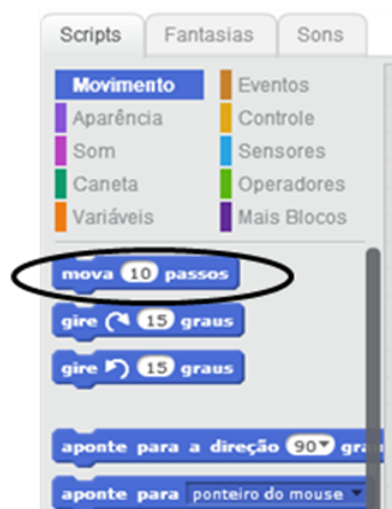 Scripts Fantasias Sons
Movimento Eventos
Aparência Controle
Som Sensores
Caneta Operadores
Variáveis Mais Blocos
mova 10 passos
gire 15 graus
gire 15 graus
aponte para a direção 90 gra
aponte para ponteiro do mouse